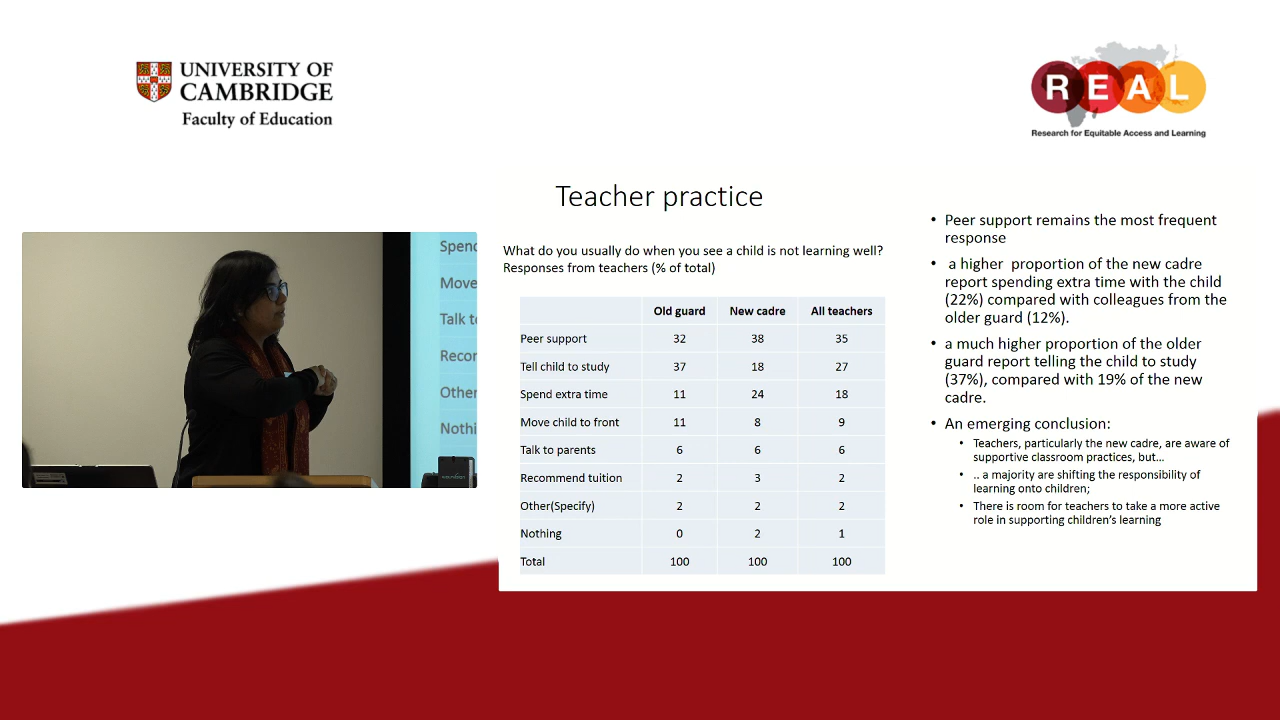 UNIVERSITY OF
CAMBRIDGE
Faculty of Education
R E A L
Research for Equitable Access and Learning
Spend
Move
Talk to
Recor
Other
Nothi
Teacher practice
What do you usually do when you see a child is not learning well?
Responses from teachers (% of total)
Old guard New cadre All teachers
Peer support 32 38 35
Tell child to study 37 18 27
Spend extra time 11 24 18
Move child to front 11 8 9
Talk to parents 6 6 6
Recommend tuition 2 3 2
Other(Specify) 2 2 2
Nothing 0 2 1
Total 100 100 100
• Peer support remains the most frequent
response
• a higher proportion of the new cadre
report spending extra time with the child
(22%) compared with colleagues from the
older guard (12%).
• a much higher proportion of the older
guard report telling the child to study
(37%), compared with 19% of the new
cadre.
• An emerging conclusion:
• Teachers, particularly the new cadre, are aware of
supportive classroom practices, but…
• .. a majority are shifting the responsibility of
learning onto children;
• There is room for teachers to take a more active
role in supporting children's learning